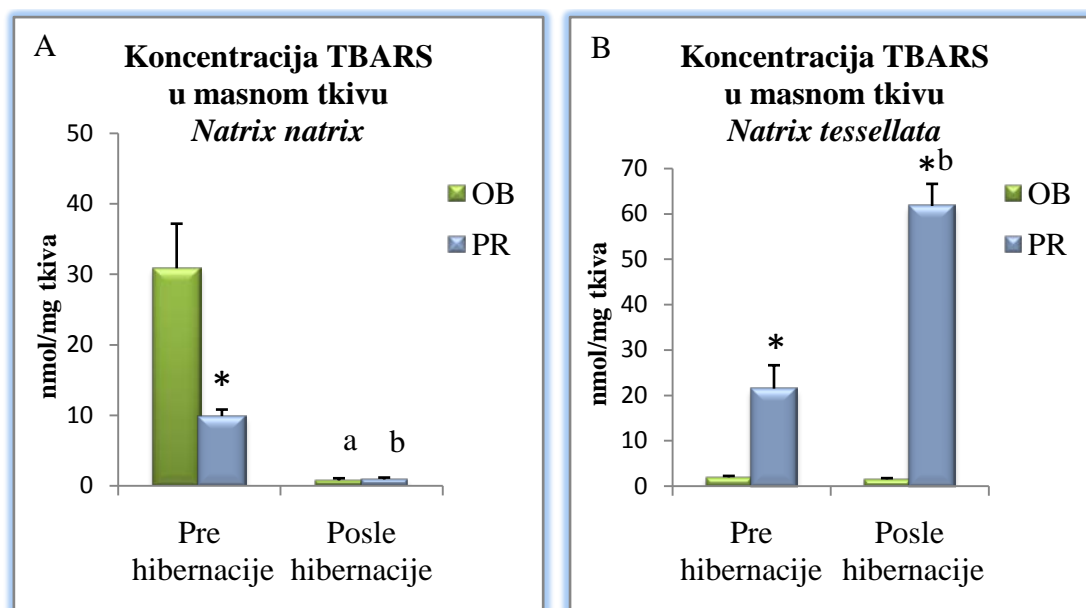 A
Koncentracija TBARS
u masnom tkivu
Natrix natrix
50
40
30
20
10
0
nmol/mg tkiva
OB
PR
*
a
b
Pre
hibernacije
Posle
hibernacije
B
Koncentracija TBARS
u masnom tkivu
Natrix tessellata
70
60
50
40
30
20
10
0
nmol/mg tkiva
*b
OB
PR
*
Pre
hibernacije
Posle
hibernacije